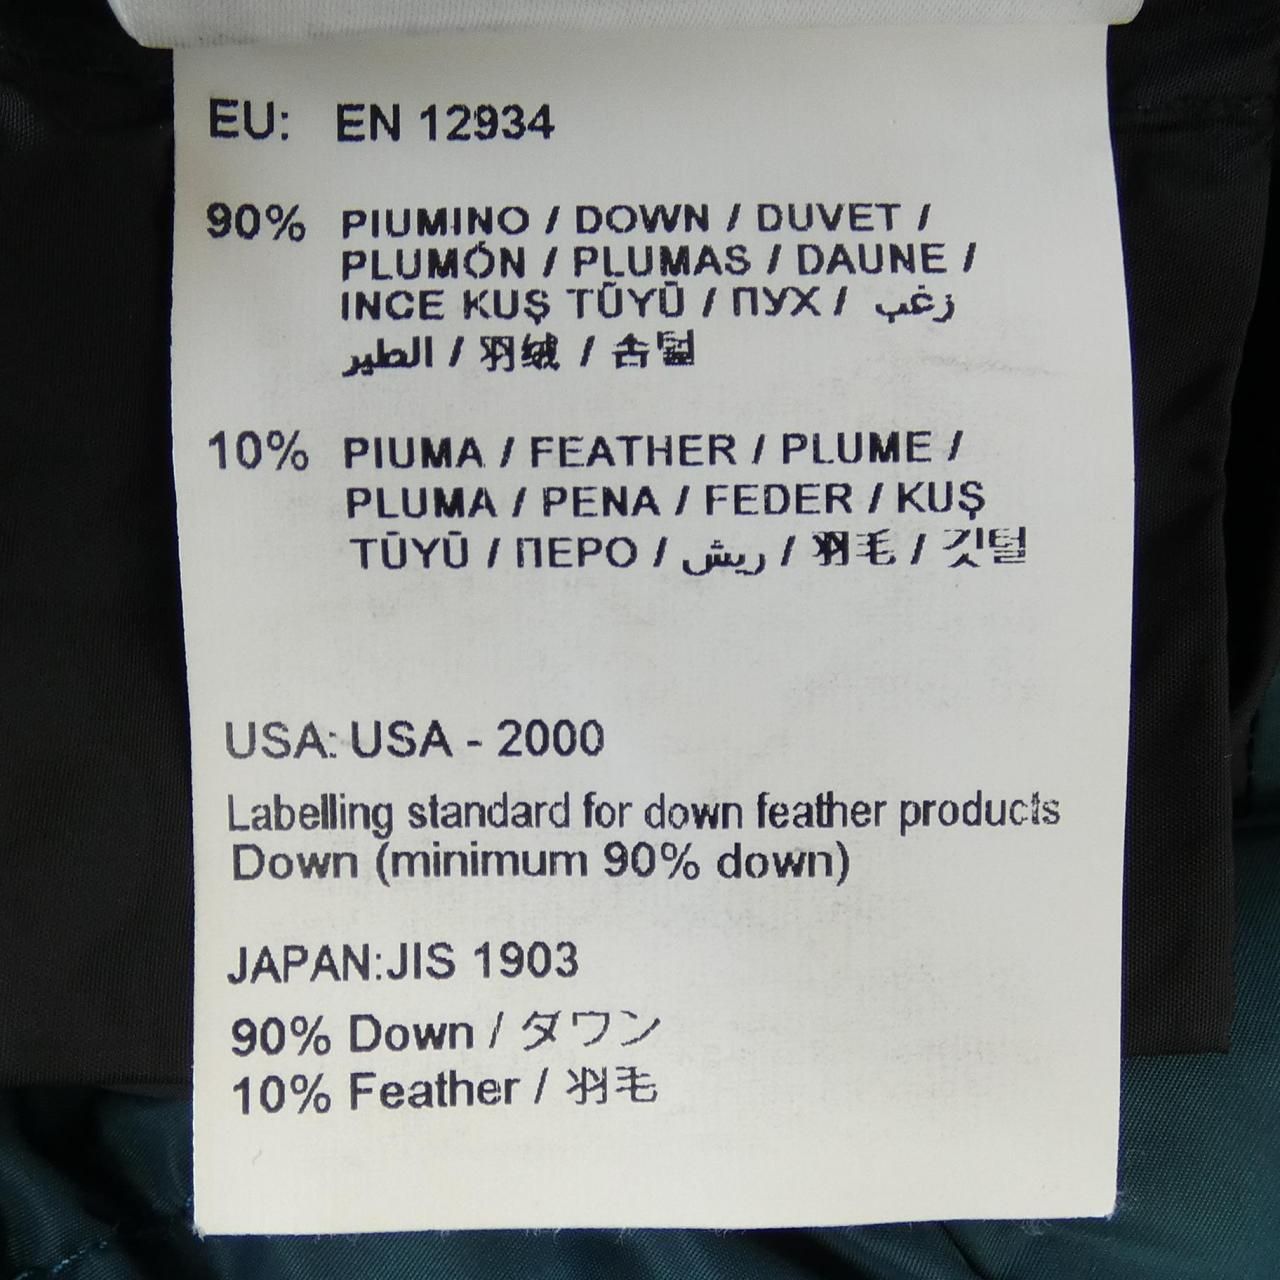 EU: EN 12934
90% PIUMINO / DOWN / DUVET /
PLUMÓN / PLUMAS / DAUNE /
INCE KUŞ TŪYŪ / ПУХ / زغب
الطير / 羽绒 / 솜털
10% PIUMA / FEATHER / PLUME /
PLUMA / PENA / FEDER / KUŞ
TŪYŪ / ПЕРО / ريش / 羽毛 / 깃털
USA: USA - 2000
Labelling standard for down feather products
Down (minimum 90% down)
JAPAN:JIS 1903
90% Down / ダワン
10% Feather / 羽毛